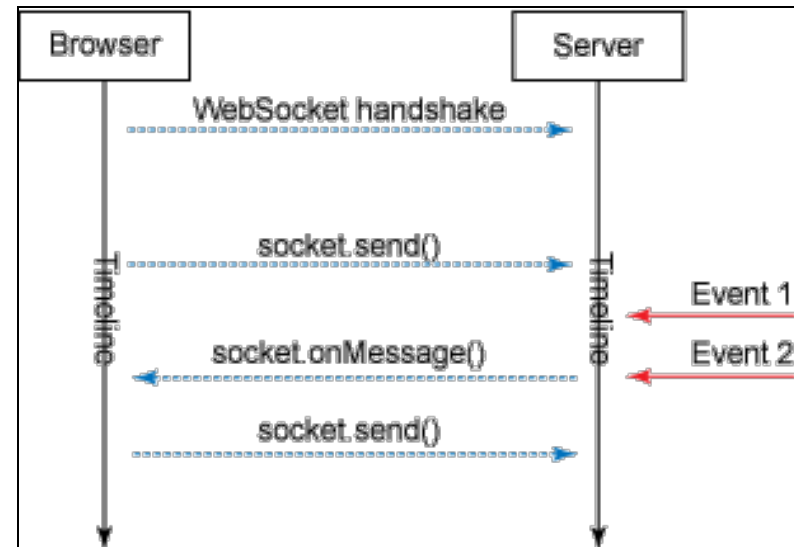 Browser
Server
WebSocket handshake
socket.send()
Timeline
Timeline
Event 1
socket.onMessage()
Event 2
socket.send()